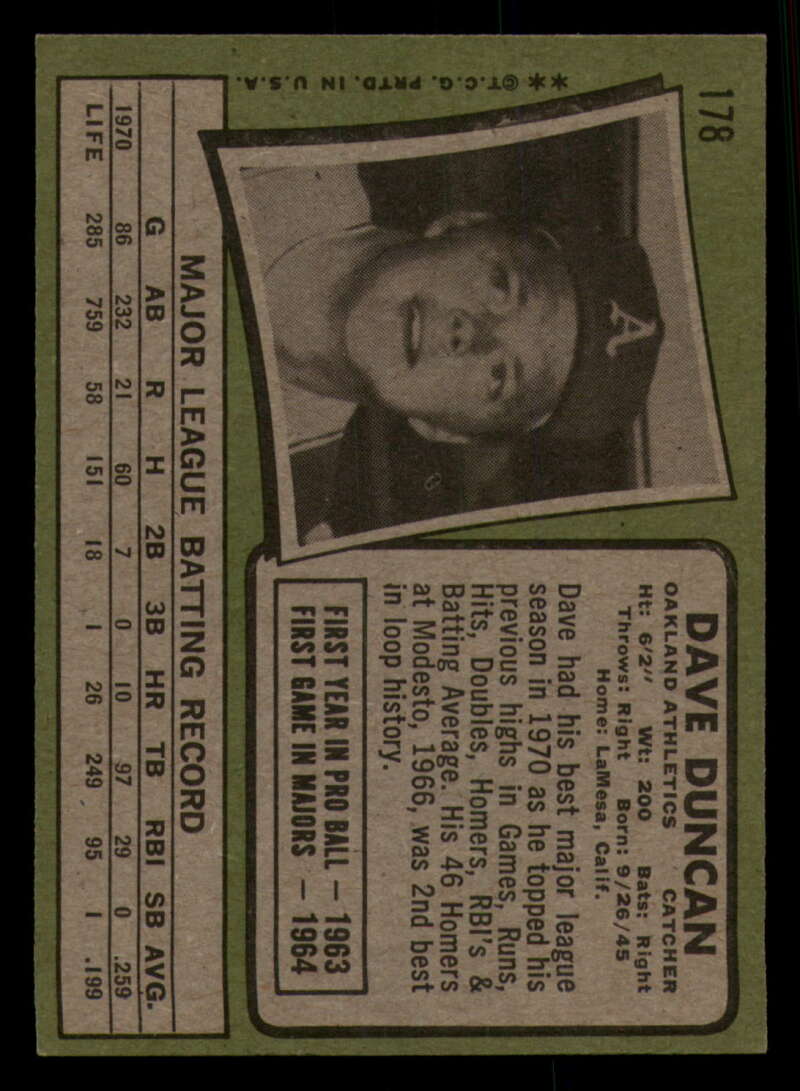 178
** ©T.C.G. PRTD. IN U.S.A.
A
DAVE DUNCAN
OAKLAND ATHLETICS CATCHER
Ht: 6'2" Wt: 200 Bats: Right
Throws: Right Born: 9/26/45
Home: LaMesa, Calif.
Dave had his best major league
season in 1970 as he topped his
previous highs in Games, Runs,
Hits, Doubles, Homers, RBI's &
Batting Average. His 46 Homers
at Modesto, 1966, was 2nd best
in loop history.
FIRST YEAR IN PRO BALL — 1963
FIRST GAME IN MAJORS — 1964
MAJOR LEAGUE BATTING RECORD
G AB R H 2B 3B HR TB RBI SB AVG.
1970 86 232 21 60 7 0 10 97 29 0 .259
LIFE 285 759 58 151 18 1 26 249 95 1 .199